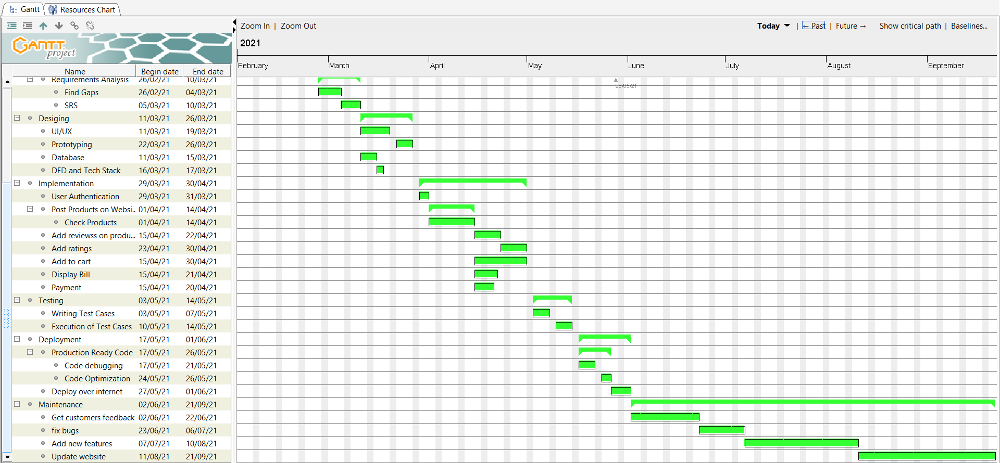 Gantt Resources Chart
Zoom In | Zoom Out Today | ← Past | Future → Show critical path | Baselines...
GANTT project
2021
February March April May June July August September
Name Begin date End date
Requirements Analysis 26/02/21 10/03/21
28/05/21
Find Gaps 26/02/21 04/03/21
SRS 05/03/21 10/03/21
Desiging 11/03/21 26/03/21
UI/UX 11/03/21 19/03/21
Prototyping 22/03/21 26/03/21
Database 11/03/21 15/03/21
DFD and Tech Stack 16/03/21 17/03/21
Implementation 29/03/21 30/04/21
User Authentication 29/03/21 31/03/21
Post Products on Websi... 01/04/21 14/04/21
Check Products 01/04/21 14/04/21
Add reviewss on produ... 15/04/21 22/04/21
Add ratings 23/04/21 30/04/21
Add to cart 15/04/21 30/04/21
Display Bill 15/04/21 21/04/21
Payment 15/04/21 20/04/21
Testing 03/05/21 14/05/21
Writing Test Cases 03/05/21 07/05/21
Execution of Test Cases 10/05/21 14/05/21
Deployment 17/05/21 01/06/21
Production Ready Code 17/05/21 26/05/21
Code debugging 17/05/21 21/05/21
Code Optimization 24/05/21 26/05/21
Deploy over internet 27/05/21 01/06/21
Maintenance 02/06/21 21/09/21
Get customers feedback 02/06/21 22/06/21
fix bugs 23/06/21 06/07/21
Add new features 07/07/21 10/08/21
Update website 11/08/21 21/09/21